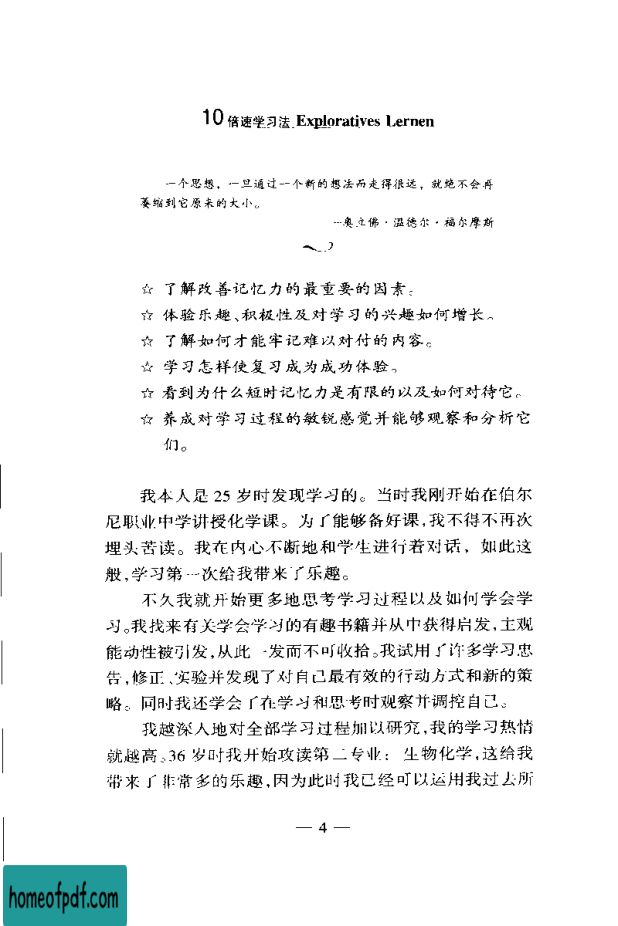 10 倍速学习法 Exploratives Lernen
一个思想，一旦通过一个新的想法而走得很远，就绝不会再
萎缩到它原来的大小。
—奥立佛·温德尔·福尔摩斯
☆ 了解改善记忆力的最重要的因素。
☆ 体验乐趣、积极性及对学习的兴趣如何增长。
☆ 了解如何才能牢记难以对付的内容。
☆ 学习怎样使复习成为成功体验。
☆ 看到为什么短时记忆力是有限的以及如何对待它。
☆ 养成对学习过程的敏锐感觉并能够观察和分析它
们。
我本人是 25 岁时发现学习的。当时我刚开始在伯尔
尼职业中学讲授化学课。为了能够备好课，我不得不再次
埋头苦读。我在内心不断地和学生进行着对话，如此这
般，学习第一次给我带来了乐趣。
不久我就开始更多地思考学习过程以及如何学会学
习。我找来有关学会学习的有趣书籍并从中获得启发，主观
能动性被引发，从此一发而不可收拾。我试用了许多学习忠
告，修正、实验并发现了对自己最有效的行动方式和新的策
略。同时我还学会了在学习和思考时观察并调控自己。
我越深入地对全部学习过程加以研究，我的学习热情
就越高。36 岁时我开始攻读第二专业：生物化学，这给我
带来了非常多的乐趣，因为此时我已经可以运用我过去所
— 4 —
homeofpdf.com